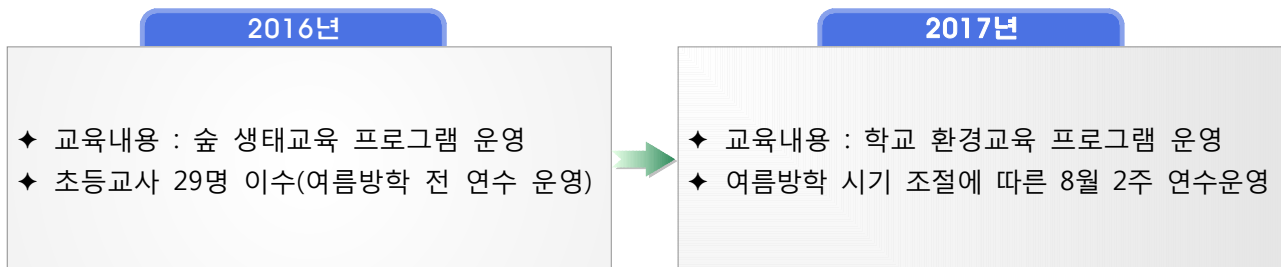 2016년
✦ 교육내용 : 숲 생태교육 프로그램 운영
✦ 초등교사 29명 이수(여름방학 전 연수 운영)
2017년
✦ 교육내용 : 학교 환경교육 프로그램 운영
✦ 여름방학 시기 조절에 따른 8월 2주 연수운영